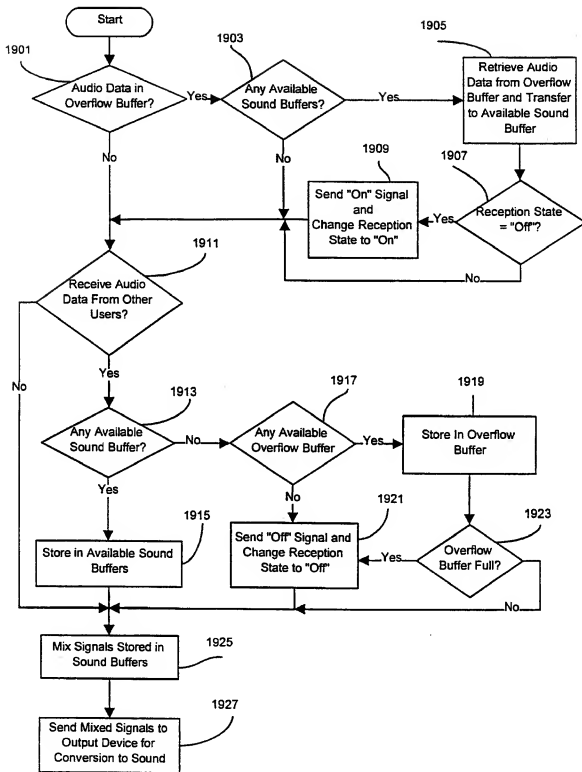 Start
1901
Audio Data in
Overflow Buffer?
Yes
1903
Any Available
Sound Buffers?
Yes
1905
Retrieve Audio
Data from Overflow
Buffer and Transfer
to Available Sound
Buffer
No
No
1909
Send "On" Signal
and
Change Reception
State to "On"
Yes
1907
Reception State
= "Off"?
No
1911
Receive Audio
Data From Other
Users?
No
Yes
1913
Any Available
Sound Buffer?
No
1917
Any Available
Overflow Buffer
Yes
1919
Store In Overflow
Buffer
Yes
No
1915
Store in Available Sound
Buffers
1921
Send "Off" Signal and
Change Reception
State to "Off"
Yes
1923
Overflow
Buffer Full?
No
Mix Signals Stored in
Sound Buffers
1925
Send Mixed Signals to
Output Device for
Conversion to Sound
1927